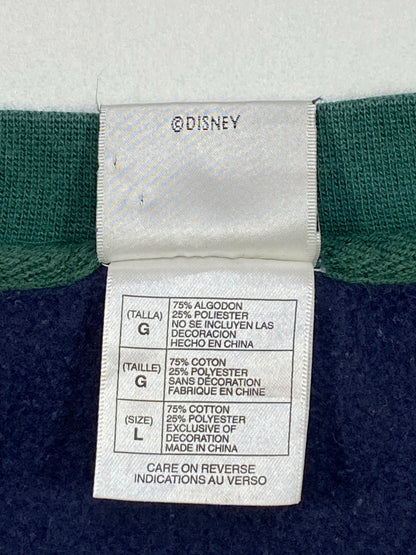 ©DISNEY
(TALLA)
G
75% ALGODON
25% POLIESTER
NO SE INCLUYEN LAS
DECORACION
HECHO EN CHINA
(TAILLE)
G
75% COTON
25% POLYESTER
SANS DÉCORATION
FABRIQUE EN CHINE
(SIZE)
L
75% COTTON
25% POLYESTER
EXCLUSIVE OF
DECORATION
MADE IN CHINA
CARE ON REVERSE
INDICATIONS AU VERSO